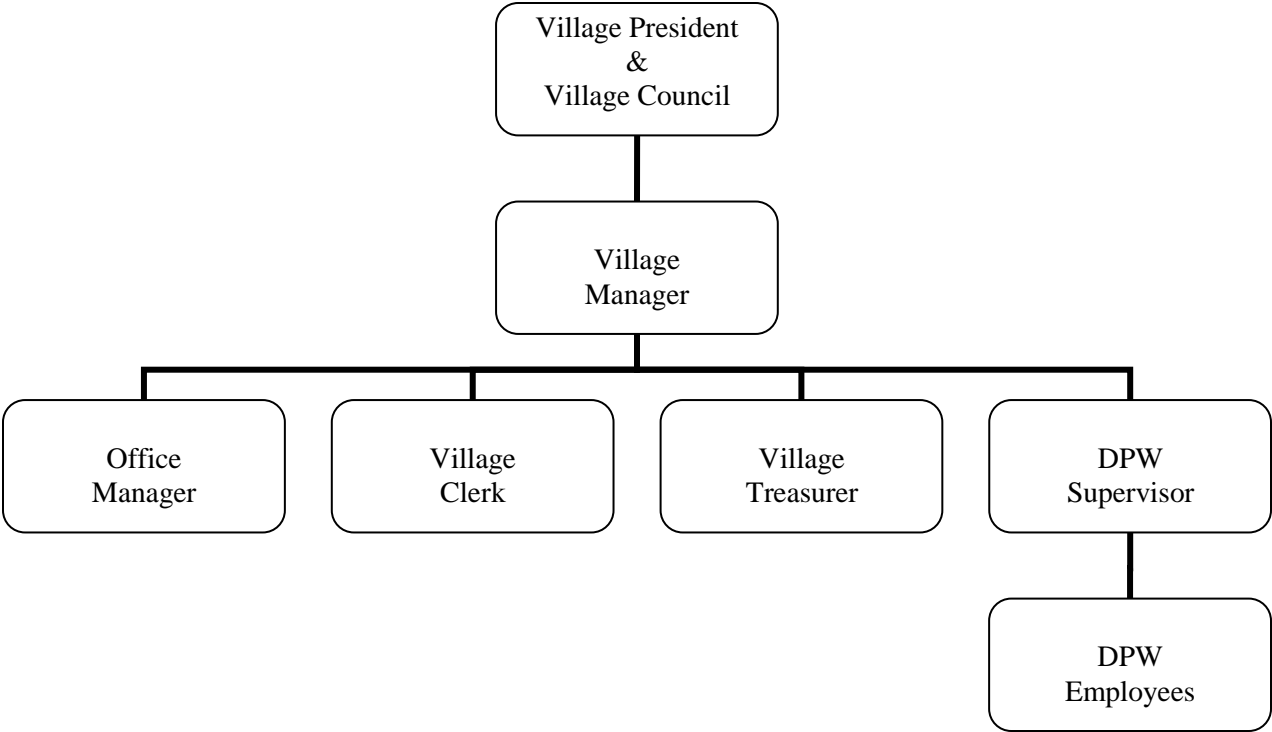 Village President
&
Village Council
Village
Manager
Office
Manager
Village
Clerk
Village
Treasurer
DPW
Supervisor
DPW
Employees